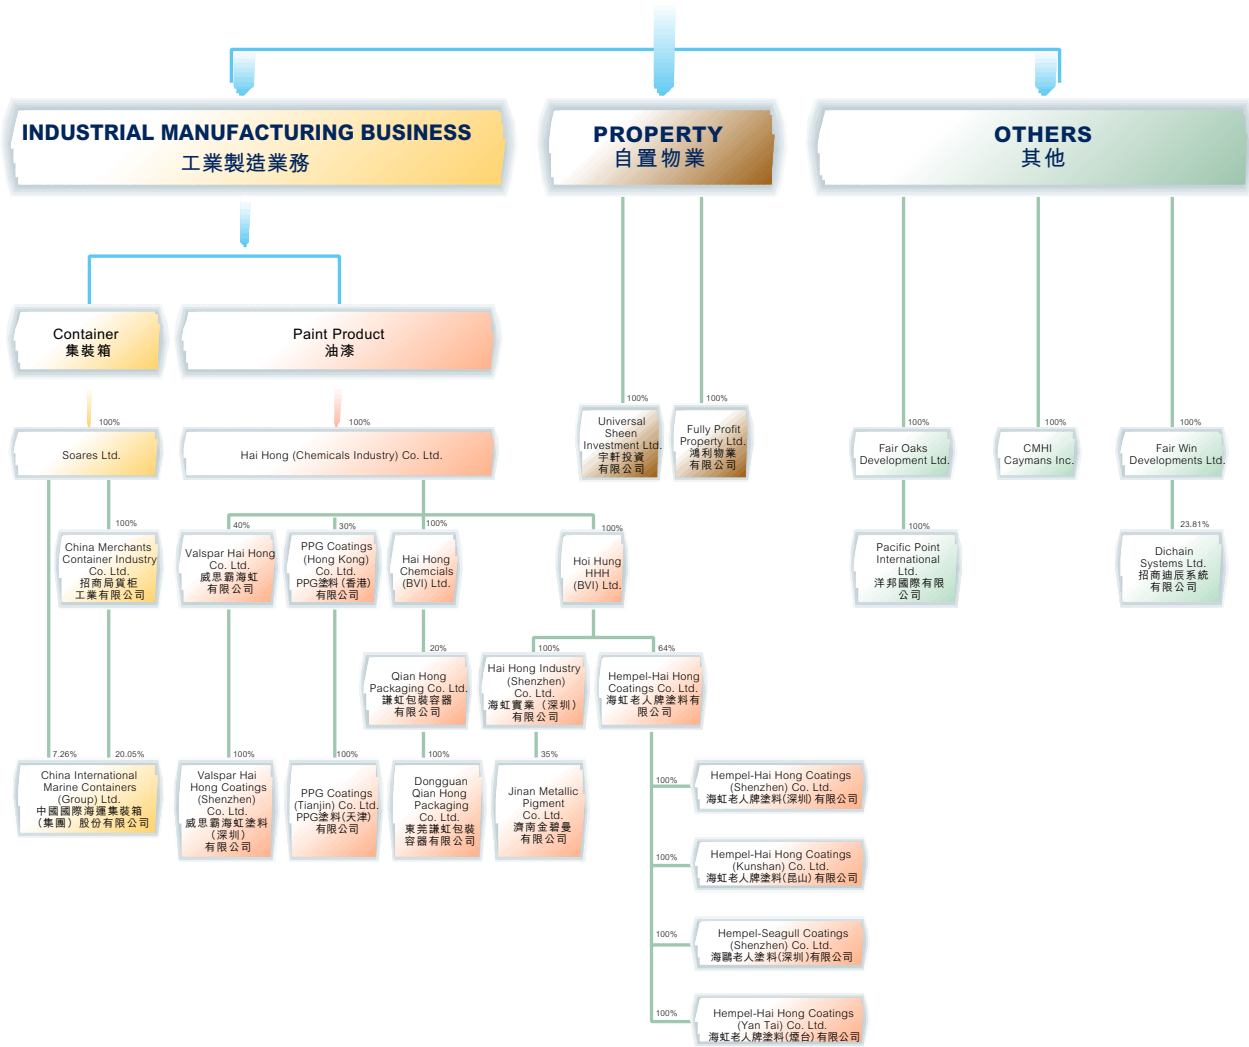 INDUSTRIAL MANUFACTURING BUSINESS
工業製造業務
PROPERTY
自置物業
OTHERS
其他
Container
集裝箱
Paint Product
油漆
100%
Soares Ltd.
100%
Hai Hong (Chemicals Industry) Co. Ltd.
100%
Universal
Sheen
Investment Ltd.
宇軒投資
有限公司
100%
Fully Profit
Property Ltd.
鴻利物業
有限公司
100%
Fair Oaks
Development Ltd.
100%
CMHI
Caymans Inc.
100%
Fair Win
Developments Ltd.
100%
China Merchants
Container Industry
Co. Ltd.
招商局貨柜
工業有限公司
40%
Valspar Hai Hong
Co. Ltd.
威思霸海虹
有限公司
30%
PPG Coatings
(Hong Kong)
Co. Ltd.
PPG塗料(香港)
有限公司
100%
Hai Hong
Chemcials
(BVI) Ltd.
100%
Hoi Hung
HHH
(BVI) Ltd.
100%
Pacific Point
International
Ltd.
洋邦國際有限
公司
23.81%
Dichain
Systems Ltd.
招商迪辰系統
有限公司
20%
Qian Hong
Packaging Co. Ltd.
謙虹包裝容器
有限公司
100%
Hai Hong Industry
(Shenzhen)
Co. Ltd.
海虹實業（深圳）
有限公司
64%
Hempel-Hai Hong
Coatings Co. Ltd.
海虹老人牌塗料有
限公司
7.26%
20.05%
China International
Marine Containers
(Group) Ltd.
中國國際海運集裝箱
（集團）股份有限公司
100%
Valspar Hai
Hong Coatings
(Shenzhen)
Co. Ltd.
威思霸海虹塗料
（深圳）
有限公司
100%
PPG Coatings
(Tianjin) Co. Ltd.
PPG塗料(天津)
有限公司
100%
Dongguan
Qian Hong
Packaging
Co. Ltd.
東莞謙虹包裝
容器有限公司
35%
Jinan Metallic
Pigment
Co. Ltd.
濟南金碧曼
有限公司
100%
Hempel-Hai Hong Coatings
(Shenzhen) Co. Ltd.
海虹老人牌塗料(深圳) 有限公司
100%
Hempel-Hai Hong Coatings
(Kunshan) Co. Ltd.
海虹老人牌塗料(昆山) 有限公司
100%
Hempel-Seagull Coatings
(Shenzhen) Co. Ltd.
海鷗老人塗料(深圳)有限公司
100%
Hempel-Hai Hong Coatings
(Yan Tai) Co. Ltd.
海虹老人牌塗料(煙台) 有限公司